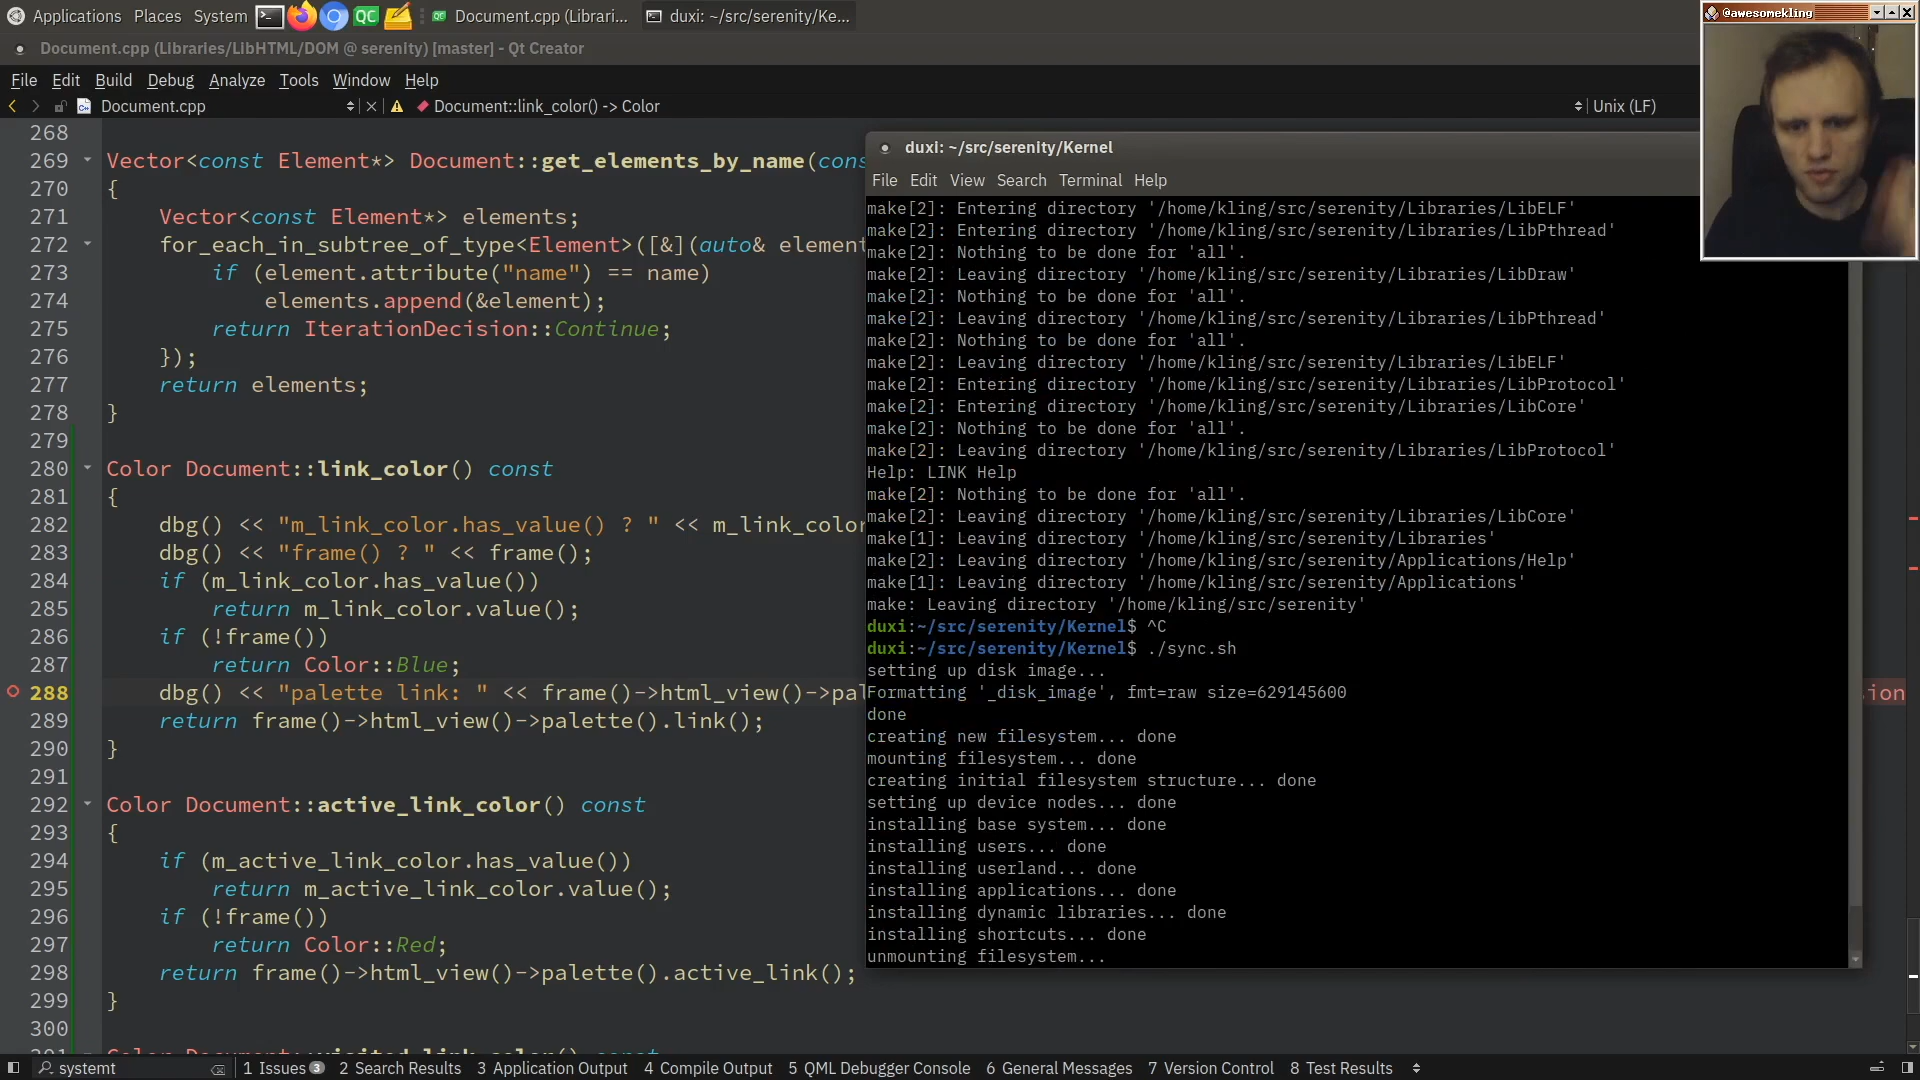 Applications Places System Document.cpp (Librari... duxi: ~/src/serenity/Ke...
@awesomekling
Document.cpp (Libraries/LibHTML/DOM @ serenity) [master] - Qt Creator
File Edit Build Debug Analyze Tools Window Help
Document.cpp Document::link_color() -> Color Unix (LF)
268
269 Vector<const Element*> Document::get_elements_by_name(cons
270 {
271 Vector<const Element*> elements;
272 for_each_in_subtree_of_type<Element>([&](auto& element
273 if (element.attribute("name") == name)
274 elements.append(&element);
275 return IterationDecision::Continue;
276 });
277 return elements;
278 }
279
280 Color Document::link_color() const
281 {
282 dbg() << "m_link_color.has_value() ? " << m_link_color
283 dbg() << "frame() ? " << frame();
284 if (m_link_color.has_value())
285 return m_link_color.value();
286 if (!frame())
287 return Color::Blue;
288 dbg() << "palette link: " << frame()->html_view()->pal
289 return frame()->html_view()->palette().link();
290 }
291
292 Color Document::active_link_color() const
293 {
294 if (m_active_link_color.has_value())
295 return m_active_link_color.value();
296 if (!frame())
297 return Color::Red;
298 return frame()->html_view()->palette().active_link();
299 }
300
duxi: ~/src/serenity/Kernel
File Edit View Search Terminal Help
make[2]: Entering directory '/home/kling/src/serenity/Libraries/LibELF'
make[2]: Entering directory '/home/kling/src/serenity/Libraries/LibPthread'
make[2]: Nothing to be done for 'all'.
make[2]: Leaving directory '/home/kling/src/serenity/Libraries/LibDraw'
make[2]: Nothing to be done for 'all'.
make[2]: Leaving directory '/home/kling/src/serenity/Libraries/LibPthread'
make[2]: Nothing to be done for 'all'.
make[2]: Leaving directory '/home/kling/src/serenity/Libraries/LibELF'
make[2]: Entering directory '/home/kling/src/serenity/Libraries/LibProtocol'
make[2]: Entering directory '/home/kling/src/serenity/Libraries/LibCore'
make[2]: Nothing to be done for 'all'.
make[2]: Leaving directory '/home/kling/src/serenity/Libraries/LibProtocol'
Help: LINK Help
make[2]: Nothing to be done for 'all'.
make[2]: Leaving directory '/home/kling/src/serenity/Libraries/LibCore'
make[1]: Leaving directory '/home/kling/src/serenity/Libraries'
make[2]: Leaving directory '/home/kling/src/serenity/Applications/Help'
make[1]: Leaving directory '/home/kling/src/serenity/Applications'
make: Leaving directory '/home/kling/src/serenity'
duxi:~/src/serenity/Kernel$ ^C
duxi:~/src/serenity/Kernel$ ./sync.sh
setting up disk image...
Formatting '_disk_image', fmt=raw size=629145600
done
creating new filesystem... done
mounting filesystem... done
creating initial filesystem structure... done
setting up device nodes... done
installing base system... done
installing users... done
installing userland... done
installing applications... done
installing dynamic libraries... done
installing shortcuts... done
unmounting filesystem...
sion
systemt 1 Issues 3 2 Search Results 3 Application Output 4 Compile Output 5 QML Debugger Console 6 General Messages 7 Version Control 8 Test Results